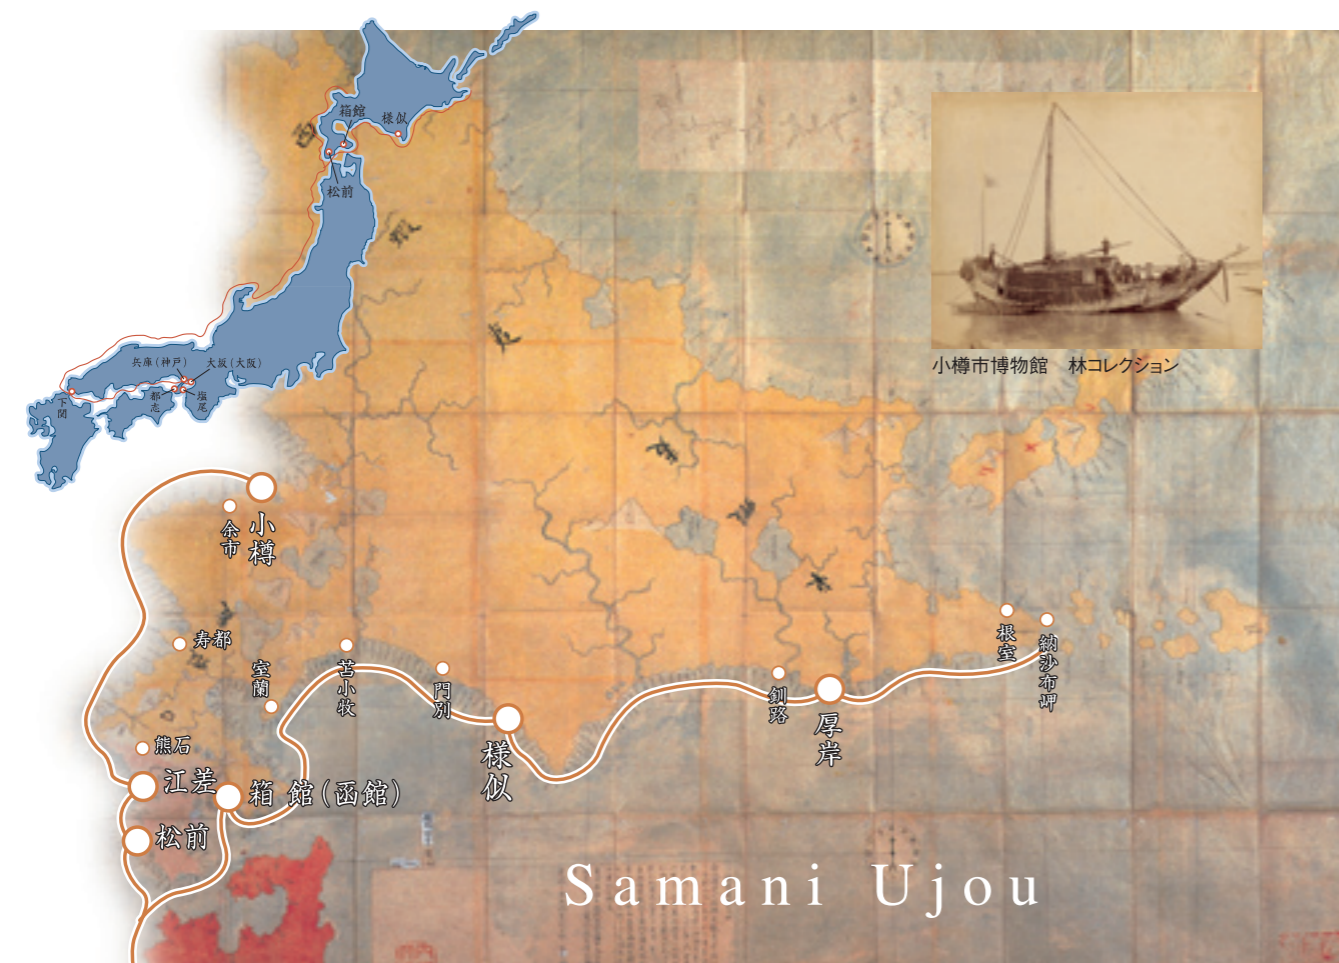 箱館
様似
松前
兵庫(神戸)
大坂(大阪)
下関
都志
塩尾
小樽市博物館　林コレクション
小樽
余市
寿都
室蘭
苫小牧
門別
様似
釧路
厚岸
根室
納沙布岬
熊石
江差
箱館(函館)
松前
Samani Ujou